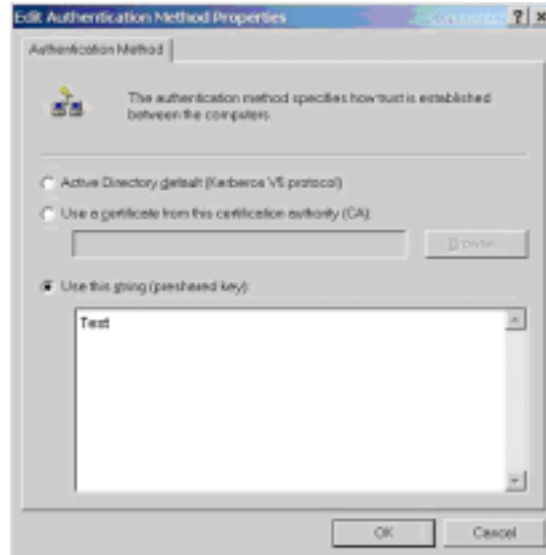 Edit Authentication Method Properties
Comments?
Authentication Method
The authentication method specifies how trust is established
between the computers.
Active Directory default (Kerberos V5 protocol)
Use a certificate from this certification authority (CA):
Browse...
Use this string (preshared key):
Test
OK
Cancel